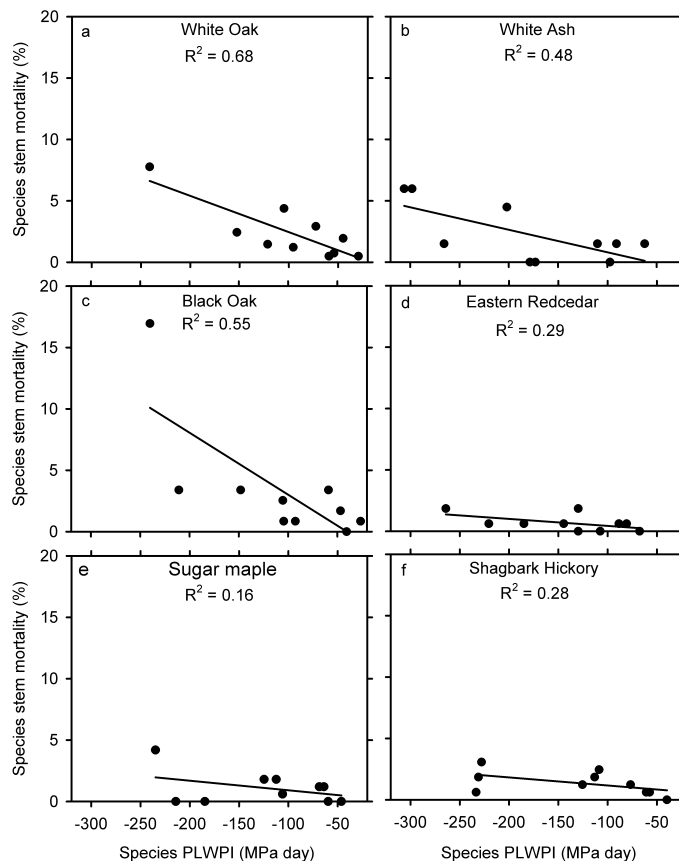 a
White Oak
R² = 0.68
20
15
10
5
0
Species stem mortality (%)
b
White Ash
R² = 0.48
c
Black Oak
R² = 0.55
20
15
10
5
0
Species stem mortality (%)
d
Eastern Redcedar
R² = 0.29
e
Sugar maple
R² = 0.16
20
15
10
5
0
Species stem mortality (%)
-300 -250 -200 -150 -100 -50
Species PLWPI (MPa day)
f
Shagbark Hickory
R² = 0.28
-300 -250 -200 -150 -100 -50
Species PLWPI (MPa day)